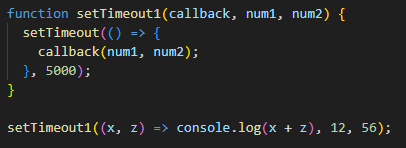 function setTimeout1(callback, num1, num2) {
  setTimeout(() => {
    callback(num1, num2);
  }, 5000);
}

setTimeout1((x, z) => console.log(x + z), 12, 56);